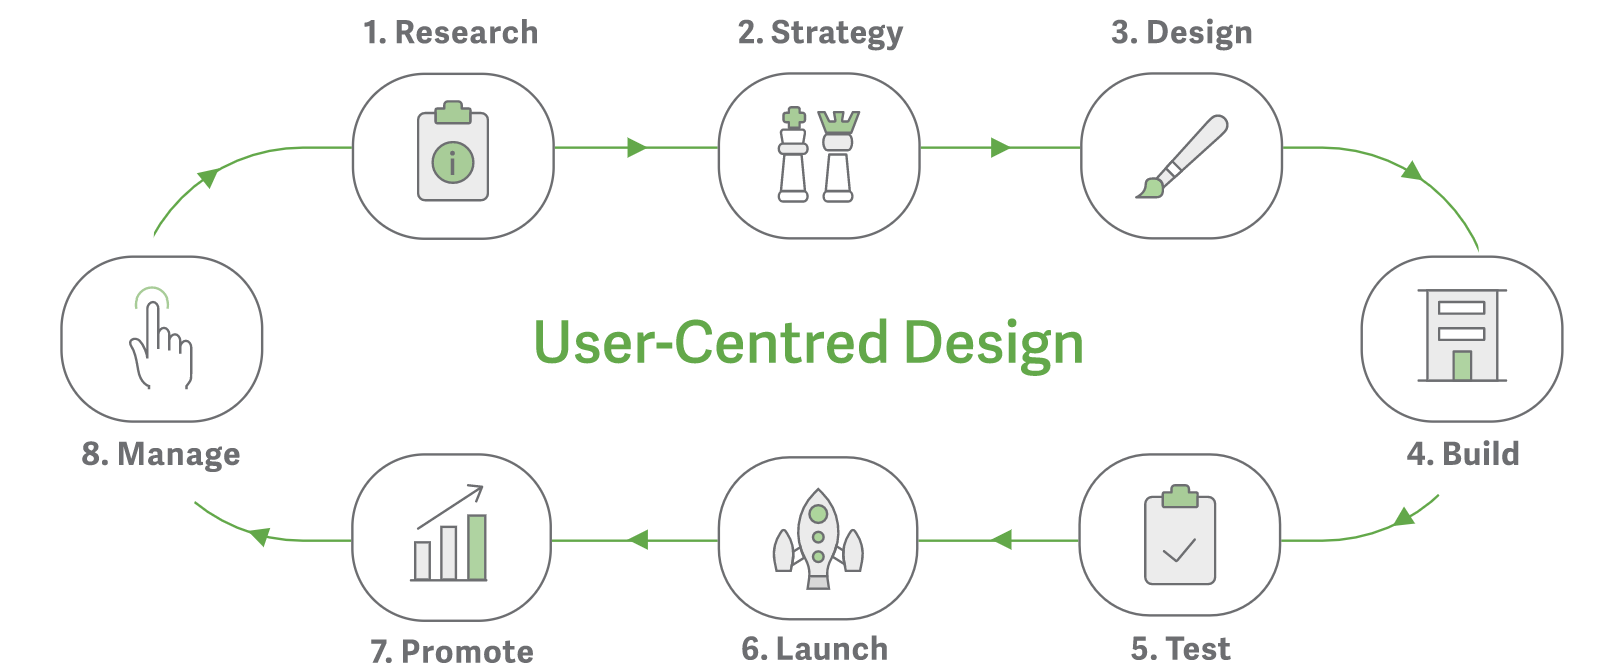 1. Research
2. Strategy
3. Design
User-Centred Design
8. Manage
4. Build
7. Promote
6. Launch
5. Test